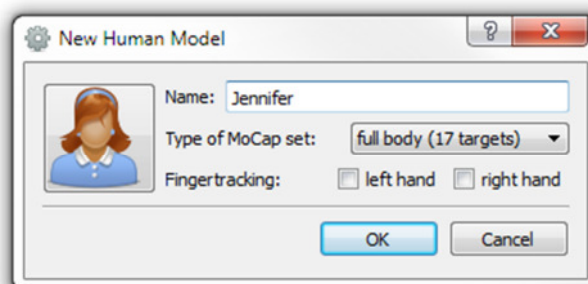 New Human Model
?
Name: Jennifer
Type of MoCap set: full body (17 targets)
Fingertracking: left hand right hand
OK Cancel